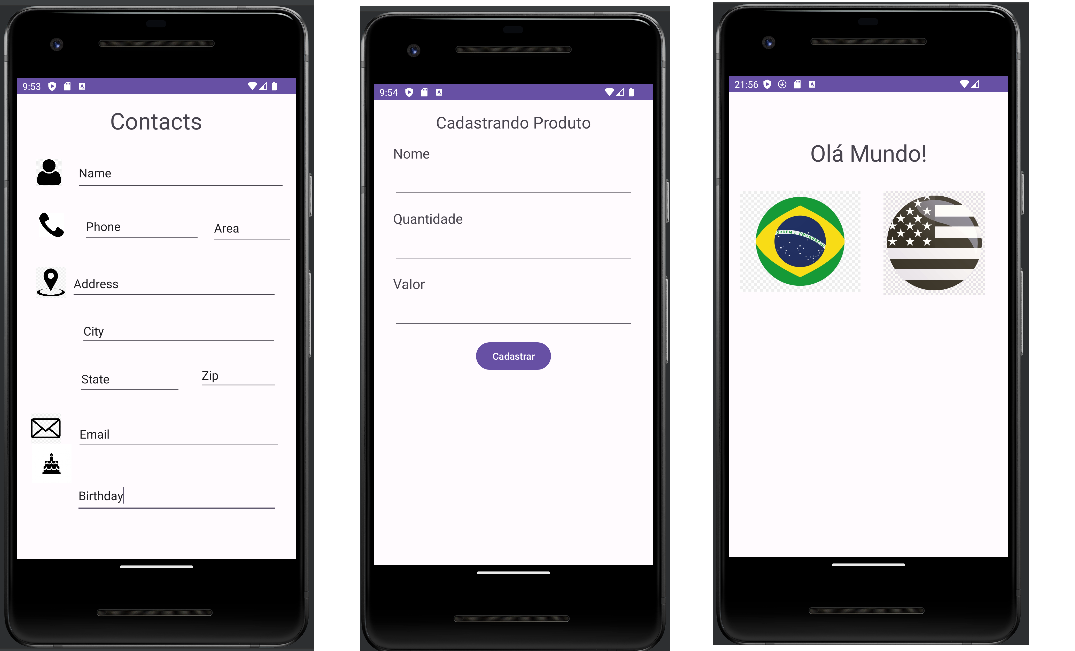 9:53
Contacts
Name
Phone
Area
Address
City
State
Zip
Email
Birthday
9:54
Cadastrando Produto
Nome
Quantidade
Valor
Cadastrar
21:56
Olá Mundo!